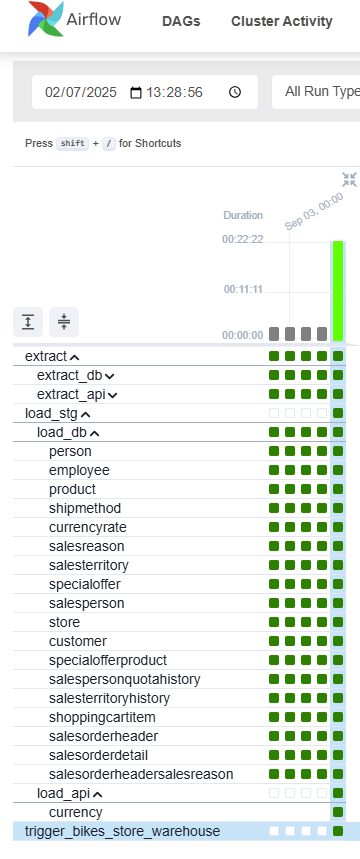 Airflow DAGs Cluster Activity
02/07/2025 13:28:56 All Run Type
Press shift + / for Shortcuts
Sep 03, 00:00
Duration
00:22:22
00:11:11
00:00:00
extract
extract_db
extract_api
load_stg
load_db
person
employee
product
shipmethod
currencyrate
salesreason
salesterritory
specialoffer
salesperson
store
customer
specialofferproduct
salespersonquotahistory
salesterritoryhistory
shoppingcartitem
salesorderheader
salesorderdetail
salesorderheadersalesreason
load_api
currency
trigger_bikes_store_warehouse